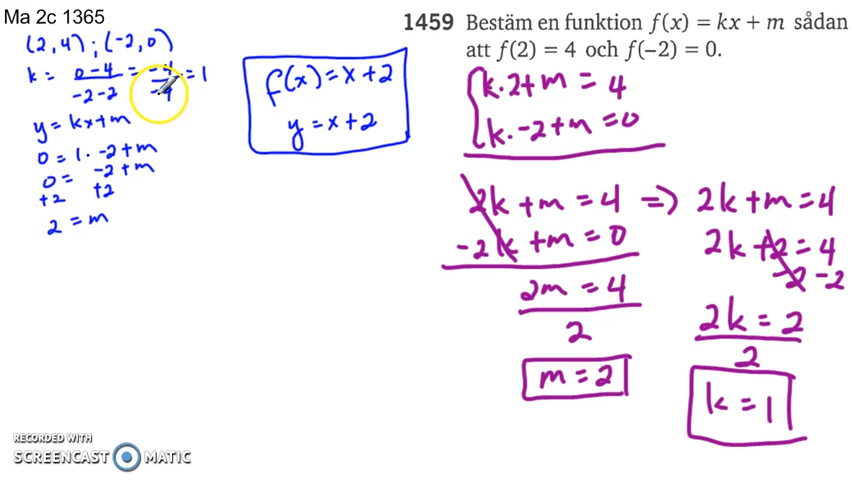 Ma 2c 1365
(2,4) ; (-2,0)
k = 0-4 / -2-2 = -4 / -4 = 1
y = kx+m
0 = 1 · -2 + m
0 = -2 + m
+2 +2
2 = m
f(x) = x + 2
y = x + 2
1459 Bestäm en funktion f(x) = kx + m sådan
att f(2) = 4 och f(−2) = 0.
k · 2 + m = 4
k · -2 + m = 0
2k + m = 4 => 2k + m = 4
-2k + m = 0
2k + 2 = 4
-2 -2
2m = 4
2
2k = 2
2
m = 2
k = 1
RECORDED WITH
SCREENCAST MATIC